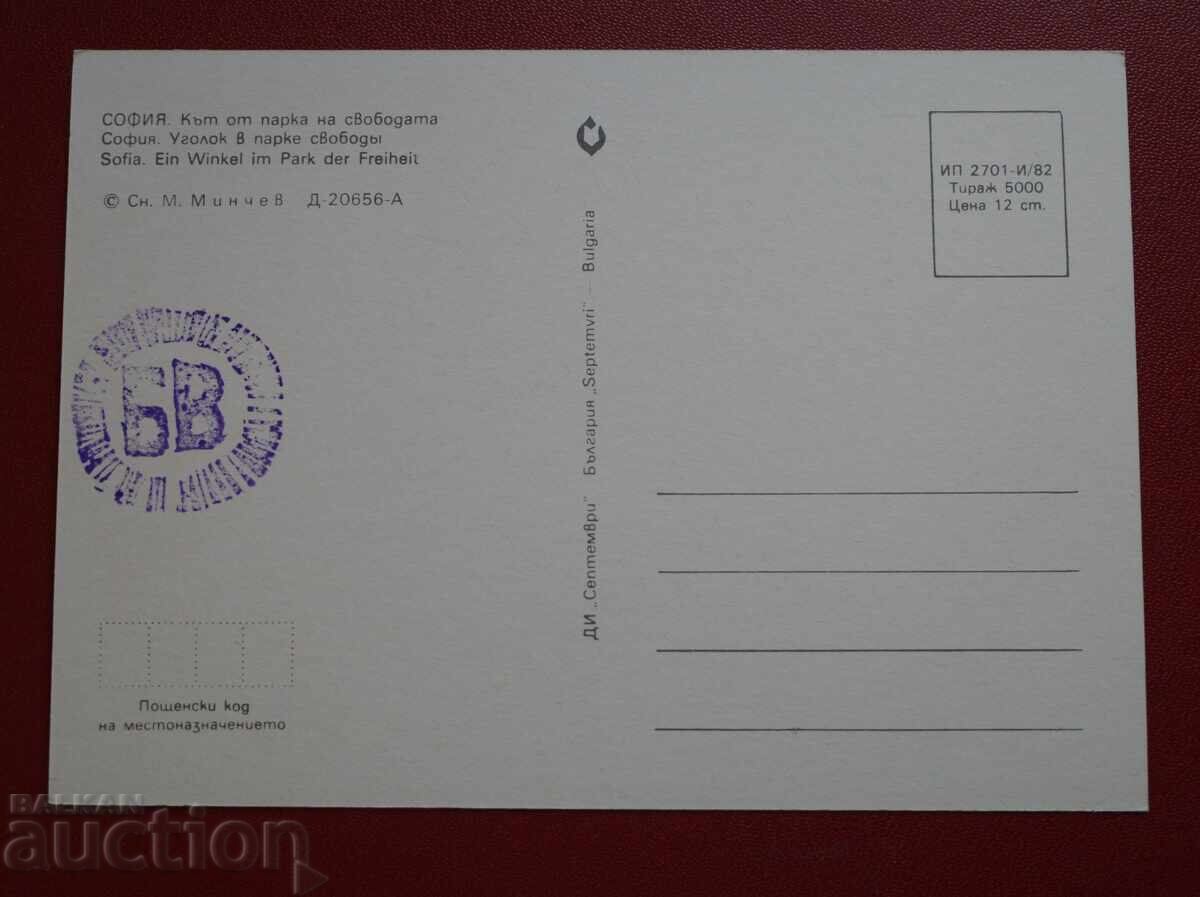 СОФИЯ. Кът от парка на свободата
София. Уголок в парке свободы
Sofia. Ein Winkel im Park der Freiheit
© Сн. М. Минчев Д-20656-А
ИП 2701-И/82
Тираж 5000
Цена 12 ст.
ДИ „Септември" България „Septemvri" – Bulgaria
БВ
Пощенски код
на местоназначението
BALKAN
auction